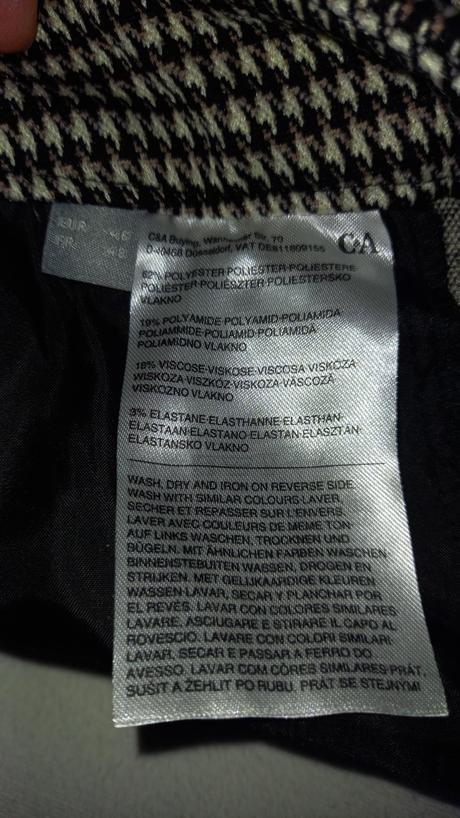 EUR 46
FR 48
C&A Buying, Wanheimer Str. 70
D-40468 Düsseldorf, VAT DE811809155
C&A
62% POLYESTER·POLIESTER·POLIESTERE·
POLIÉSTER·POLIESZTER·POLIESTERSKO
VLAKNO
19% POLYAMIDE·POLYAMID·POLIAMIDA·
POLIAMMIDE·POLIAMID·POLIAMIDĂ·
POLIAMIDNO VLAKNO
16% VISCOSE·VISKOSE·VISCOSA·VISKÓZA·
WISKOZA·VISZKÓZ·VISKOZA·VÂSCOZĂ·
VISKOZNO VLAKNO
3% ELASTANE·ELASTHANNE·ELASTHAN·
ELASTAAN·ELASTANO·ELASTAN·ELASZTÁN·
ELASTANSKO VLAKNO
WASH, DRY AND IRON ON REVERSE SIDE.
WASH WITH SIMILAR COLOURS·LAVER,
SECHER ET REPASSER SUR L'ENVERS.
LAVER AVEC COULEURS DE MEME TON·
AUF LINKS WASCHEN, TROCKNEN UND
BÜGELN. MIT ÄHNLICHEN FARBEN WASCHEN·
BINNENSTEBUITEN WASSEN, DROGEN EN
STRIJKEN. MET GELIJKAARDIGE KLEUREN
WASSEN·LAVAR, SECAR Y PLANCHAR POR
EL REVÉS. LAVAR CON COLORES SIMILARES·
LAVARE, ASCIUGARE E STIRARE IL CAPO AL
ROVESCIO. LAVARE CON COLORI SIMILARI·
LAVAR, SECAR E PASSAR A FERRO DO
AVESSO. LAVAR COM CÔRES SIMILARES·PRÁT,
SUŠIT A ŽEHLIT PO RUBU. PRÁT SE STEJNÝMI